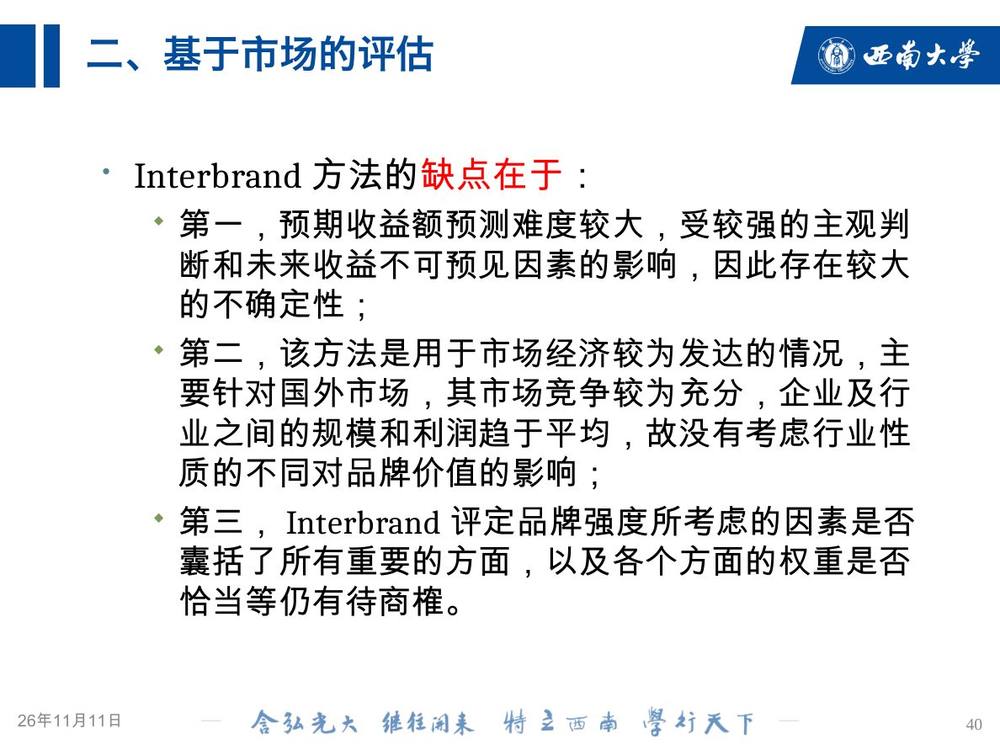 二、基于市场的评估
西南大学
Interbrand 方法的缺点在于：
第一，预期收益额预测难度较大，受较强的主观判
断和未来收益不可预见因素的影响，因此存在较大
的不确定性；
第二，该方法是用于市场经济较为发达的情况，主
要针对国外市场，其市场竞争较为充分，企业及行
业之间的规模和利润趋于平均，故没有考虑行业性
质的不同对品牌价值的影响；
第三， Interbrand 评定品牌强度所考虑的因素是否
囊括了所有重要的方面，以及各个方面的权重是否
恰当等仍有待商榷。
26年11月11日
含弘光大 继往开来 特立西南 学行天下
40